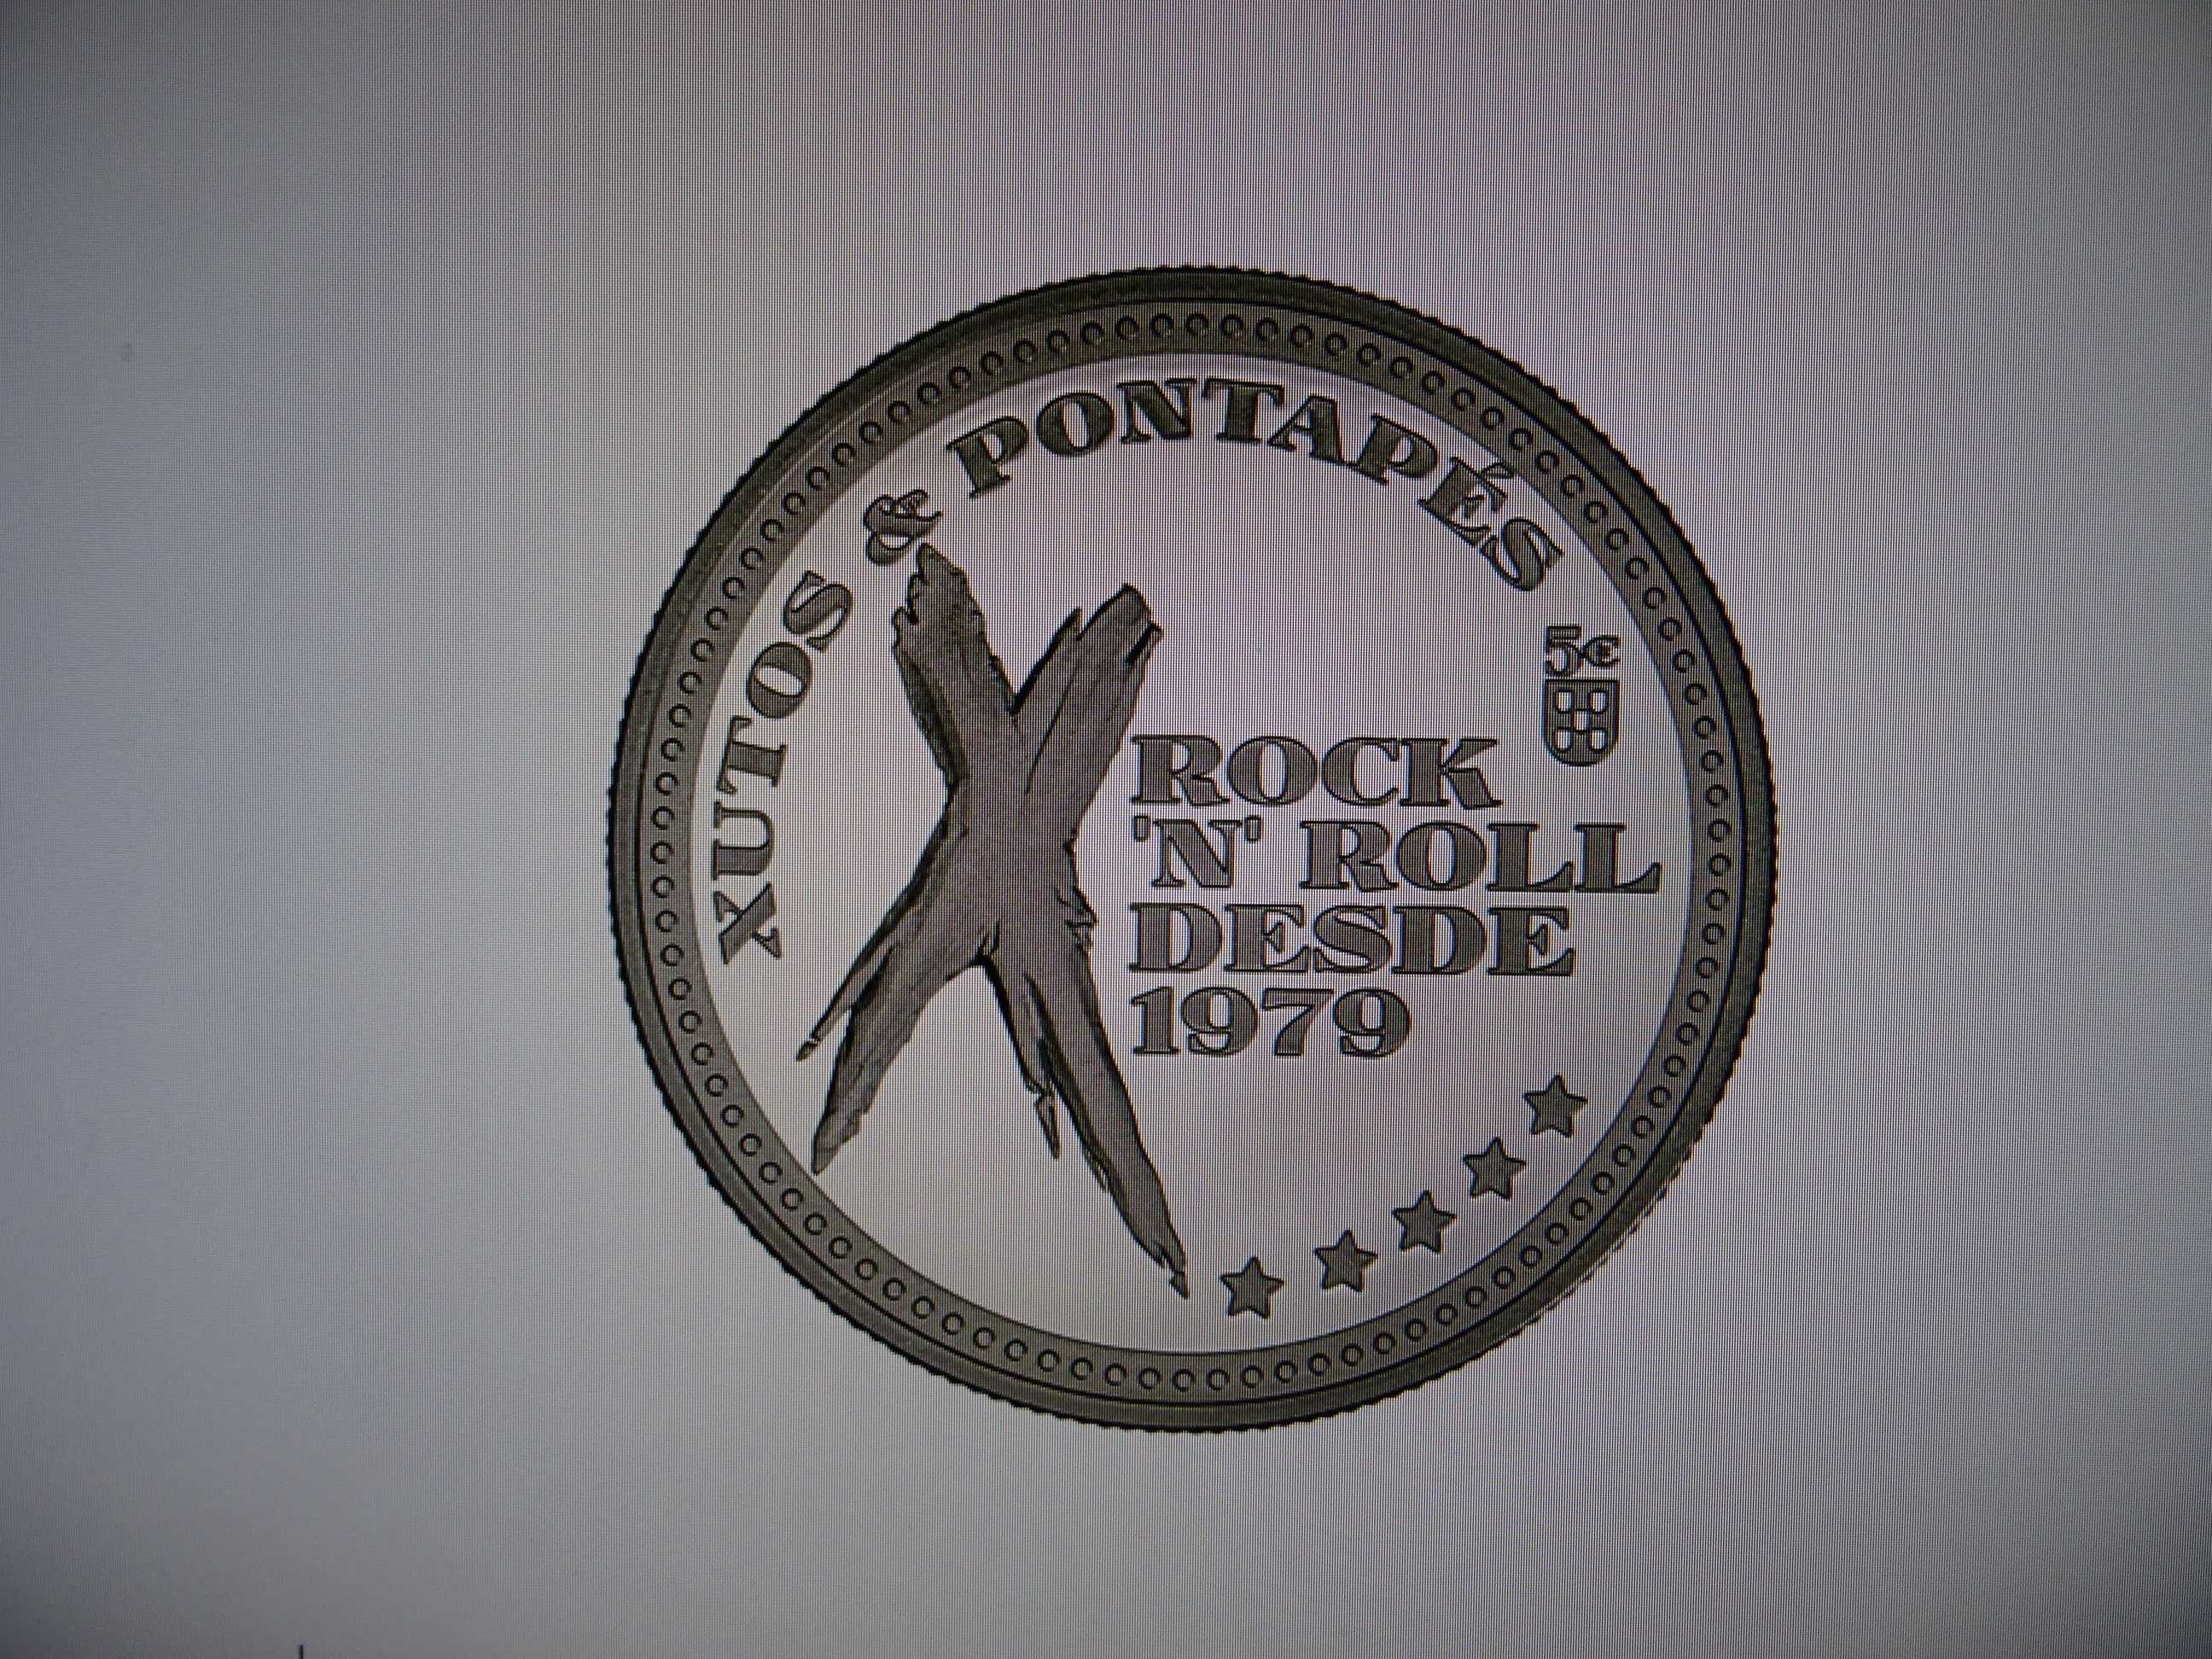 XUTOS & PONTAPÉS
5€
ROCK
'N' ROLL
DESDE
1979